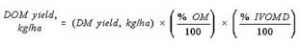 DOM yield, kg/ha = (DM yield, kg/ha) × (% OM / 100) × (% IVOMD / 100)